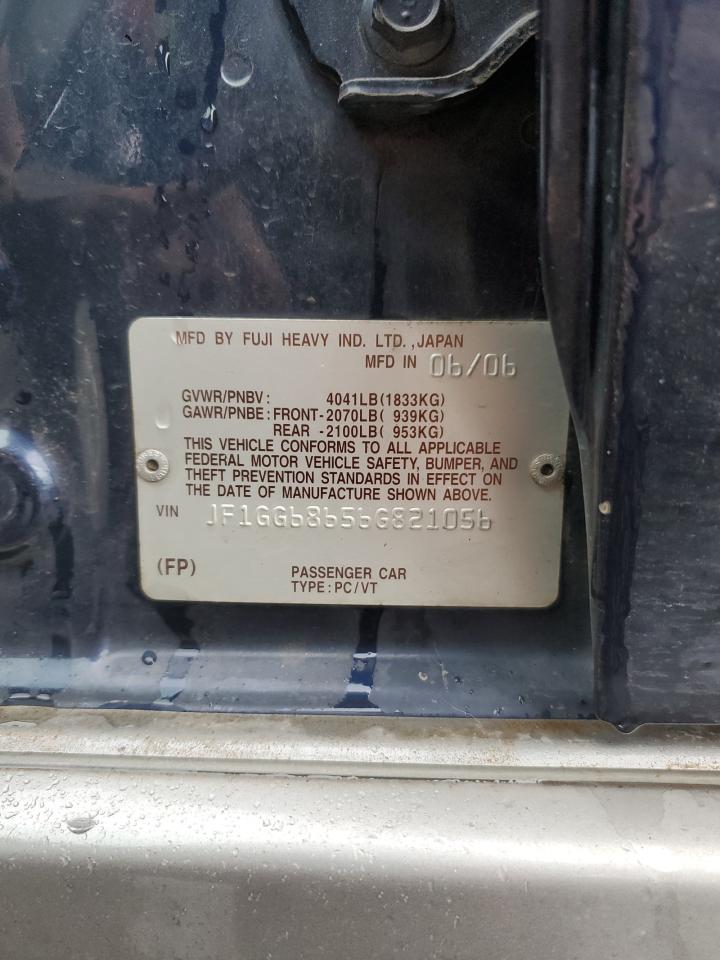 MFD BY FUJI HEAVY IND. LTD.,JAPAN
MFD IN 06/06
GVWR/PNBV: 4041LB(1833KG)
GAWR/PNBE: FRONT-2070LB( 939KG)
REAR -2100LB( 953KG)
THIS VEHICLE CONFORMS TO ALL APPLICABLE
FEDERAL MOTOR VEHICLE SAFETY, BUMPER, AND
THEFT PREVENTION STANDARDS IN EFFECT ON
THE DATE OF MANUFACTURE SHOWN ABOVE.
VIN JF1GG68656G821056
(FP) PASSENGER CAR
TYPE:PC/VT